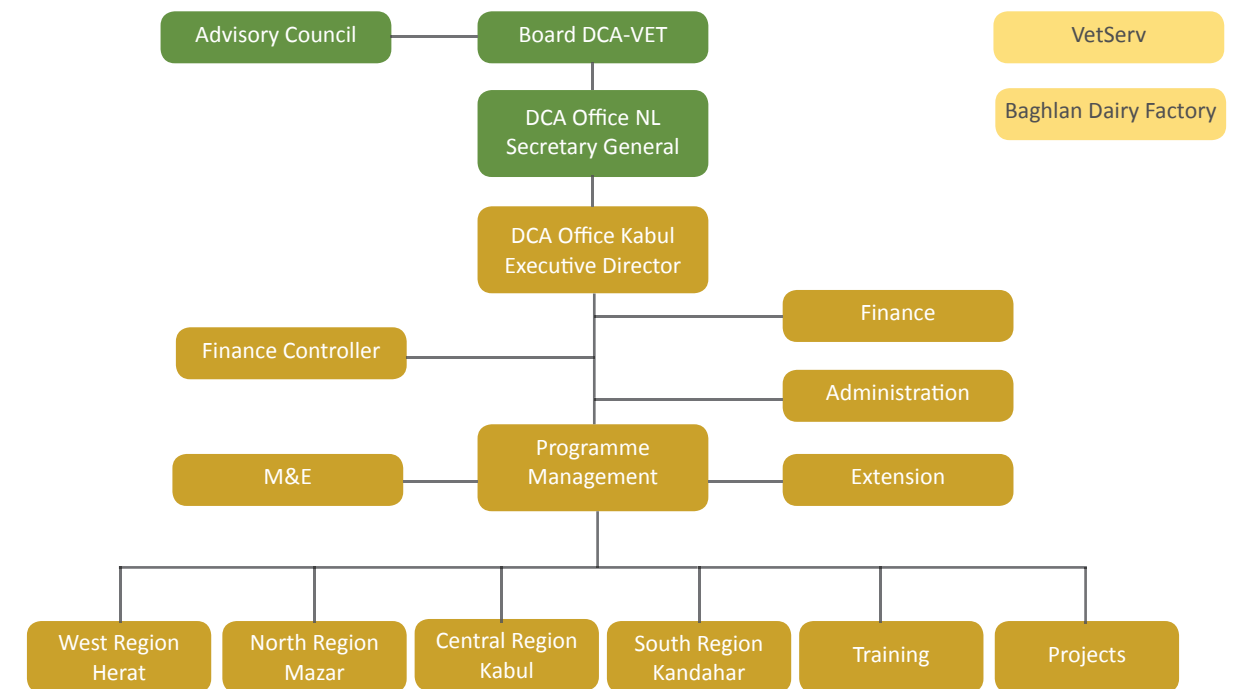 Advisory Council
Board DCA-VET
VetServ
Baghlan Dairy Factory
DCA Office NL
Secretary General
DCA Office Kabul
Executive Director
Finance
Finance Controller
Administration
Programme
Management
M&E
Extension
West Region
Herat
North Region
Mazar
Central Region
Kabul
South Region
Kandahar
Training
Projects